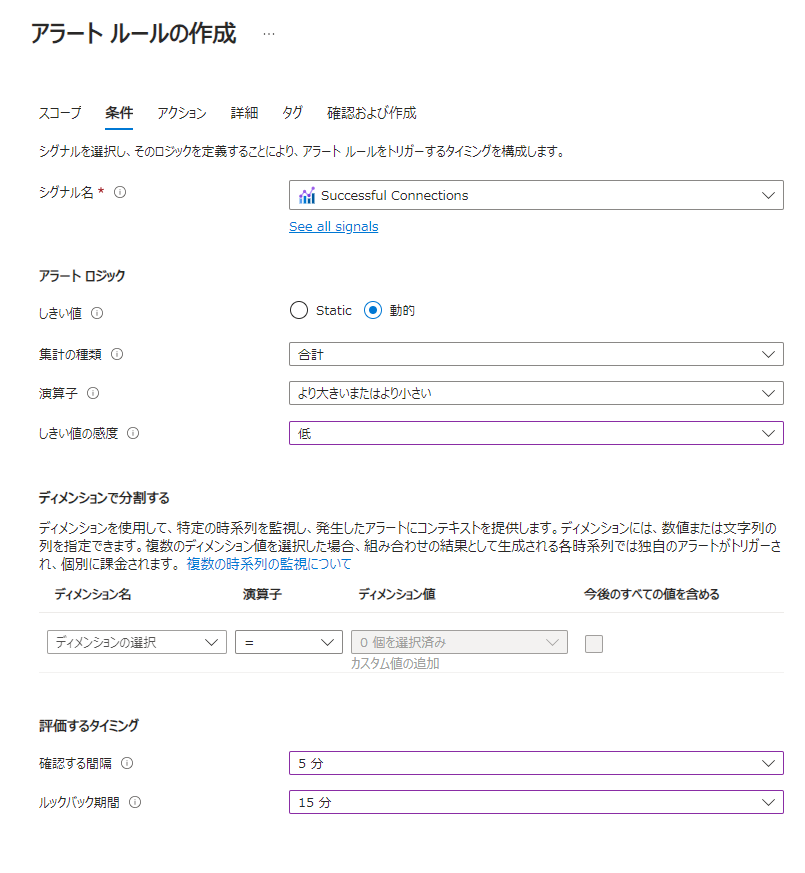 アラート ルールの作成 …
スコープ 条件 アクション 詳細 タグ 確認および作成
シグナルを選択し、そのロジックを定義することにより、アラート ルールをトリガーするタイミングを構成します。
シグナル名 * Successful Connections
See all signals
アラート ロジック
しきい値 Static 動的
集計の種類 合計
演算子 より大きいまたはより小さい
しきい値の感度 低
ディメンションで分割する
ディメンションを使用して、特定の時系列を監視し、発生したアラートにコンテキストを提供します。ディメンションには、数値または文字列の
列を指定できます。複数のディメンション値を選択した場合、組み合わせの結果として生成される各時系列では独自のアラートがトリガーさ
れ、個別に課金されます。 複数の時系列の監視について
ディメンション名 演算子 ディメンション値 今後のすべての値を含める
ディメンションの選択 = 0 個を選択済み
カスタム値の追加
評価するタイミング
確認する間隔 5 分
ルックバック期間 15 分